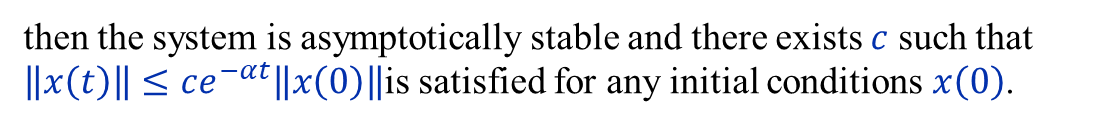 then the system is asymptotically stable and there exists c such that
‖x(t)‖ ≤ ce^{−αt}‖x(0)‖is satisfied for any initial conditions x(0).